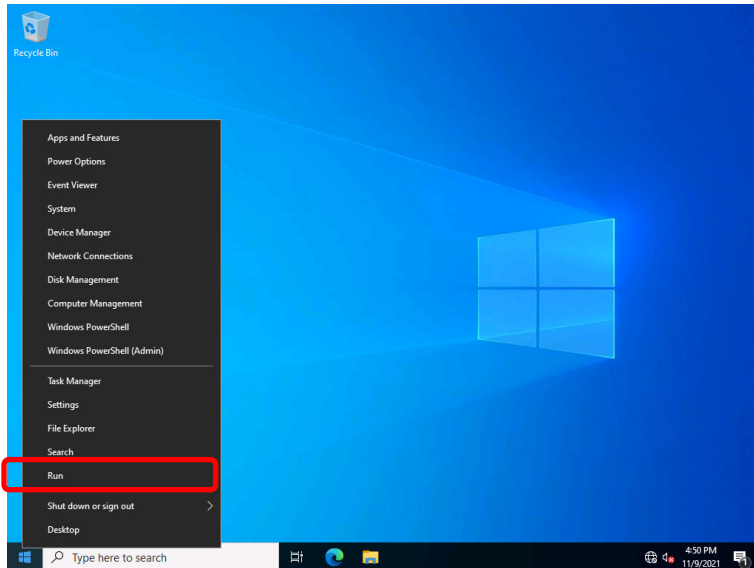 Recycle Bin
Apps and Features
Power Options
Event Viewer
System
Device Manager
Network Connections
Disk Management
Computer Management
Windows PowerShell
Windows PowerShell (Admin)
Task Manager
Settings
File Explorer
Search
Run
Shut down or sign out
Desktop
Type here to search
4:50 PM
11/9/2021